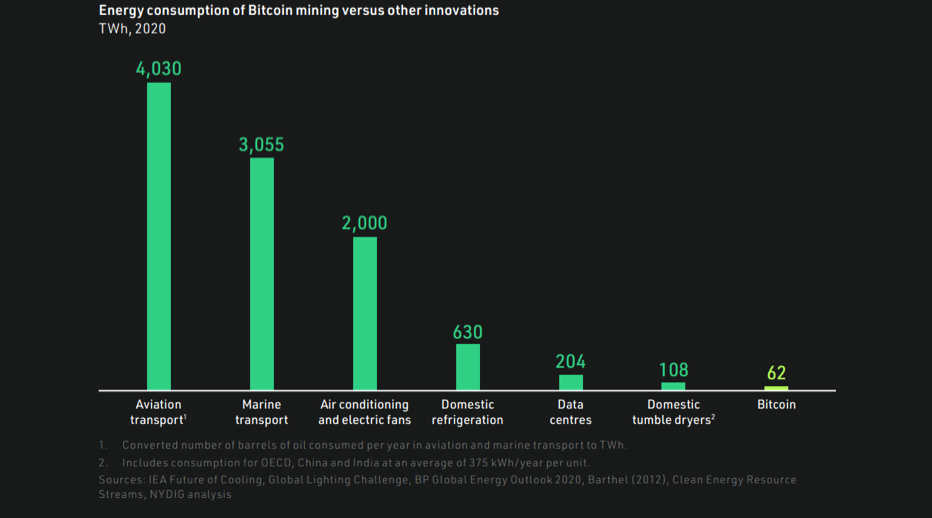 Energy consumption of Bitcoin mining versus other innovations
TWh, 2020
4,030
3,055
2,000
630
204
108
62
Aviation
transport¹
Marine
transport
Air conditioning
and electric fans
Domestic
refrigeration
Data
centres
Domestic
tumble dryers²
Bitcoin
1. Converted number of barrels of oil consumed per year in aviation and marine transport to TWh.
2. Includes consumption for OECD, China and India at an average of 375 kWh/year per unit.
Sources: IEA Future of Cooling, Global Lighting Challenge, BP Global Energy Outlook 2020, Barthel (2012), Clean Energy Resource
Streams, NYDIG analysis